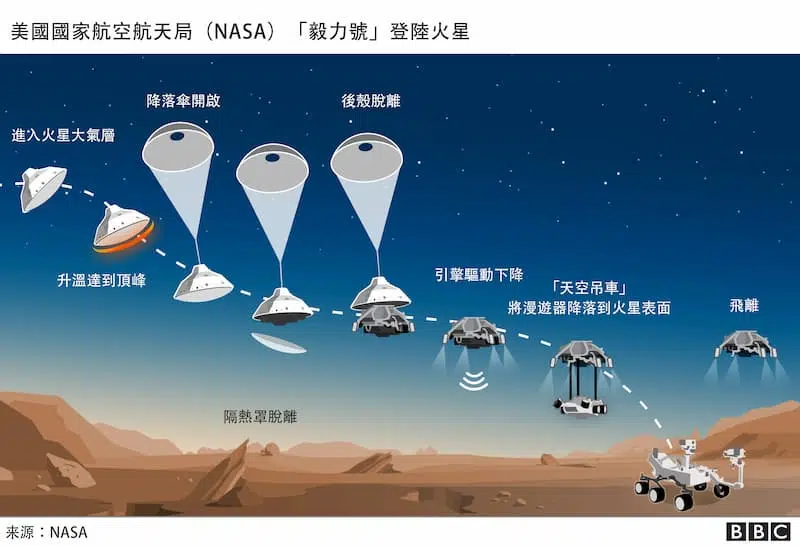 美國國家航空航天局（NASA）「毅力號」登陸火星
進入火星大氣層
升溫達到頂峰
降落傘開啟
隔熱罩脫離
後殼脫離
引擎驅動下降
「天空吊車」
將漫遊器降落到火星表面
飛離
来源：NASA
BBC